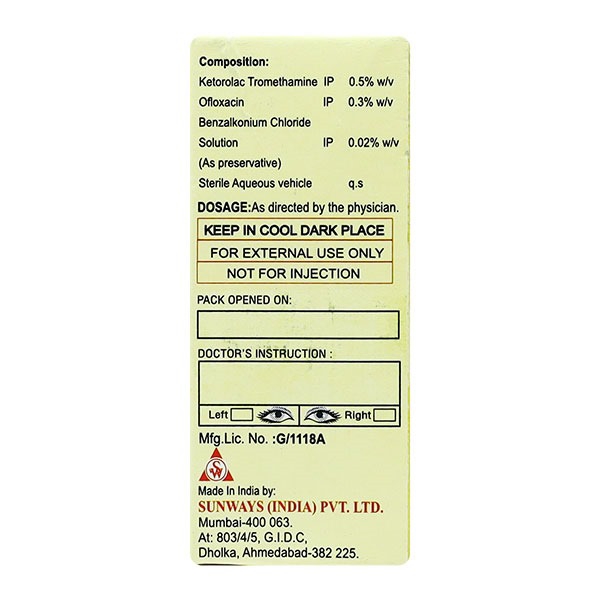 Composition:
Ketorolac Tromethamine IP 0.5% w/v
Ofloxacin IP 0.3% w/v
Benzalkonium Chloride
Solution IP 0.02% w/v
(As preservative)
Sterile Aqueous vehicle q.s
DOSAGE:As directed by the physician.
KEEP IN COOL DARK PLACE
FOR EXTERNAL USE ONLY
NOT FOR INJECTION
PACK OPENED ON:
DOCTOR'S INSTRUCTION :
Left Right
Mfg.Lic. No. :G/1118A
SW
Made In India by:
SUNWAYS (INDIA) PVT. LTD.
Mumbai-400 063.
At: 803/4/5, G.I.D.C,
Dholka, Ahmedabad-382 225.